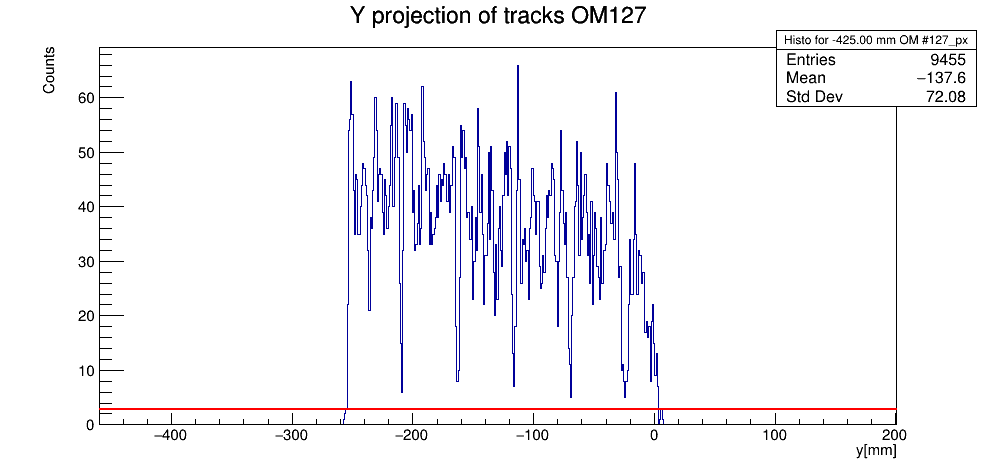 Y projection of tracks OM127
Histo for -425.00 mm OM #127_px
Entries 9455
Mean −137.6
Std Dev 72.08
Counts
60
50
40
30
20
10
0
−400 −300 −200 −100 0 100 200
y[mm]